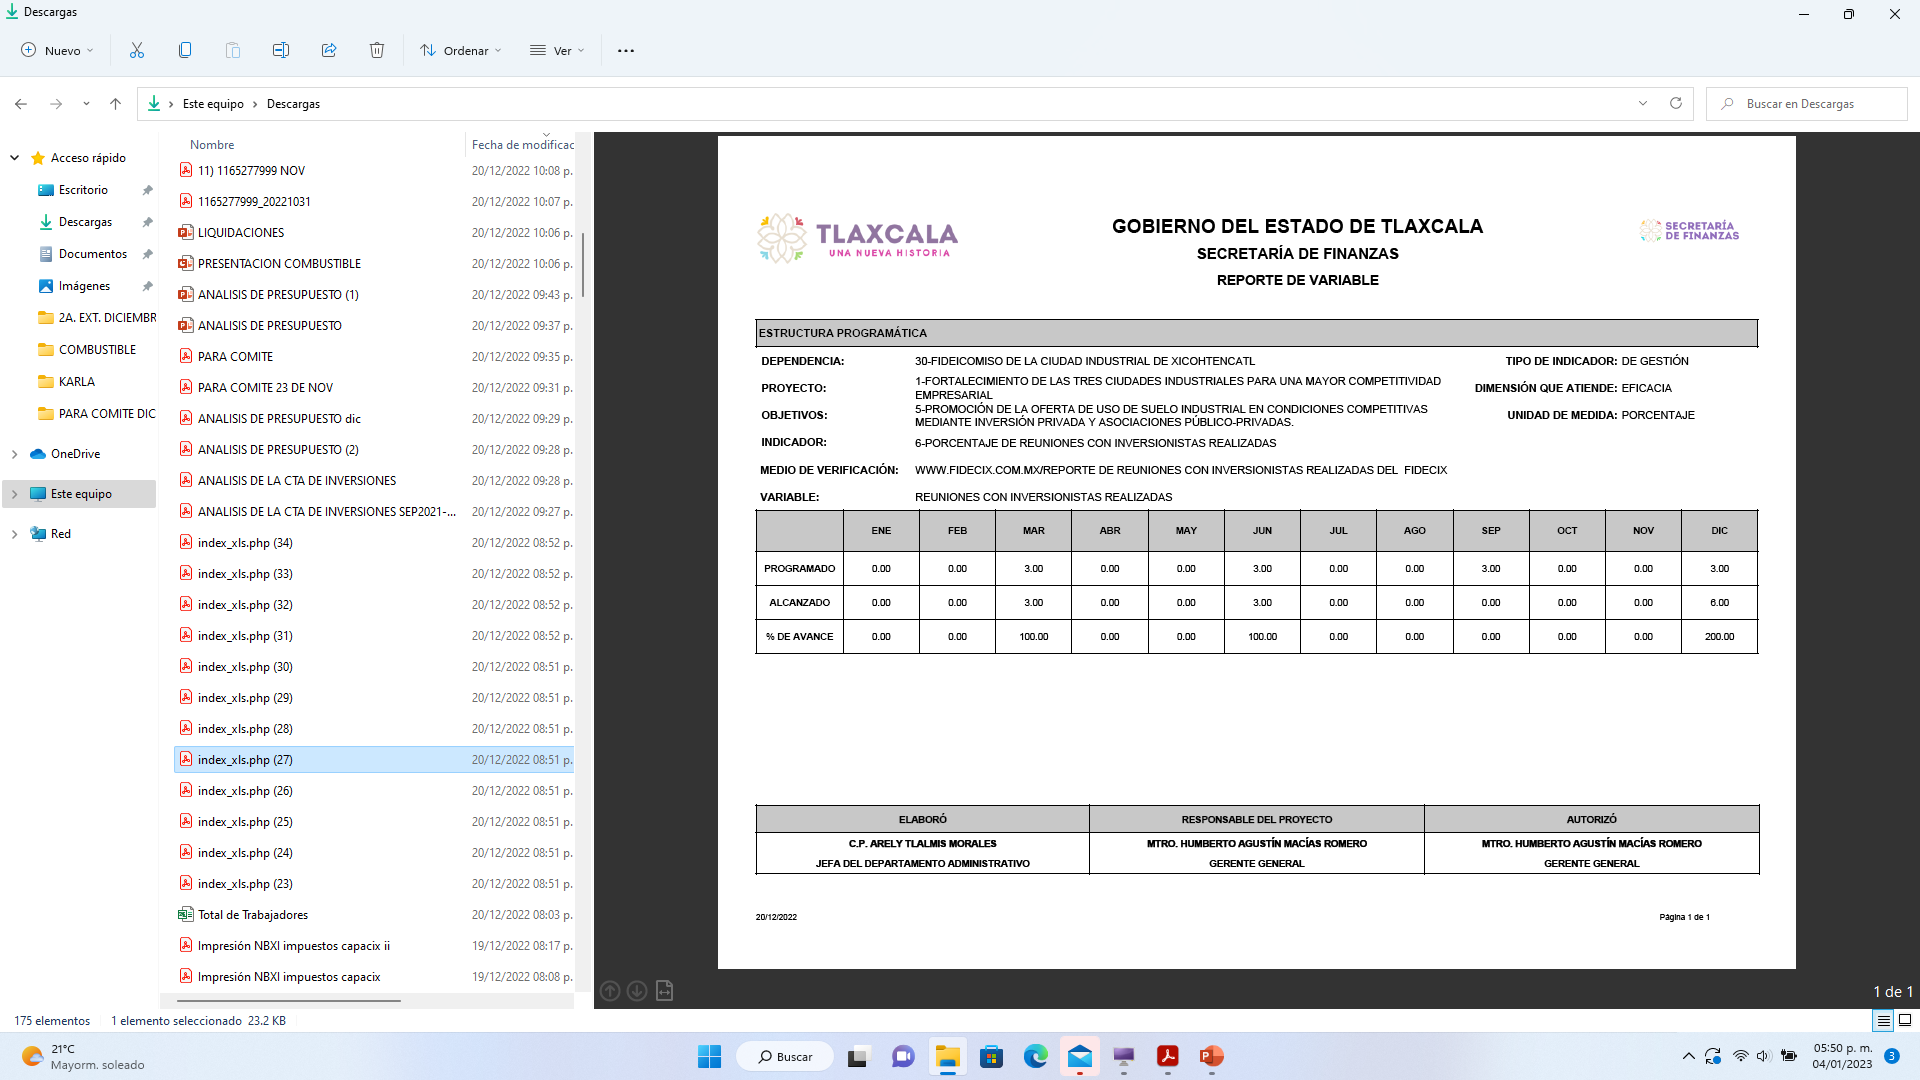 Descargas
Nuevo
Ordenar
Ver
Este equipo
Descargas
Buscar en Descargas
Acceso rápido
Escritorio
Descargas
Documentos
Imágenes
2A. EXT. DICIEMBR
COMBUSTIBLE
KARLA
PARA COMITE DIC
OneDrive
Este equipo
Red
Nombre Fecha de modificac
11) 1165277999 NOV 20/12/2022 10:08 p.
1165277999_20221031 20/12/2022 10:07 p.
LIQUIDACIONES 20/12/2022 10:06 p.
PRESENTACION COMBUSTIBLE 20/12/2022 10:06 p.
ANALISIS DE PRESUPUESTO (1) 20/12/2022 09:43 p.
ANALISIS DE PRESUPUESTO 20/12/2022 09:37 p.
PARA COMITE 20/12/2022 09:35 p.
PARA COMITE 23 DE NOV 20/12/2022 09:31 p.
ANALISIS DE PRESUPUESTO dic 20/12/2022 09:29 p.
ANALISIS DE PRESUPUESTO (2) 20/12/2022 09:28 p.
ANALISIS DE LA CTA DE INVERSIONES 20/12/2022 09:28 p.
ANALISIS DE LA CTA DE INVERSIONES SEP2021-... 20/12/2022 09:27 p.
index_xls.php (34) 20/12/2022 08:52 p.
index_xls.php (33) 20/12/2022 08:52 p.
index_xls.php (32) 20/12/2022 08:52 p.
index_xls.php (31) 20/12/2022 08:52 p.
index_xls.php (30) 20/12/2022 08:51 p.
index_xls.php (29) 20/12/2022 08:51 p.
index_xls.php (28) 20/12/2022 08:51 p.
index_xls.php (27) 20/12/2022 08:51 p.
index_xls.php (26) 20/12/2022 08:51 p.
index_xls.php (25) 20/12/2022 08:51 p.
index_xls.php (24) 20/12/2022 08:51 p.
index_xls.php (23) 20/12/2022 08:51 p.
Total de Trabajadores 20/12/2022 08:03 p.
Impresión NBXI impuestos capacix ii 19/12/2022 08:17 p.
Impresión NBXI impuestos capacix 19/12/2022 08:08 p.
TLAXCALA
UNA NUEVA HISTORIA
GOBIERNO DEL ESTADO DE TLAXCALA
SECRETARÍA DE FINANZAS
REPORTE DE VARIABLE
SECRETARÍA
DE FINANZAS
ESTRUCTURA PROGRAMÁTICA
DEPENDENCIA: 30-FIDEICOMISO DE LA CIUDAD INDUSTRIAL DE XICOHTENCATL TIPO DE INDICADOR: DE GESTIÓN
PROYECTO: 1-FORTALECIMIENTO DE LAS TRES CIUDADES INDUSTRIALES PARA UNA MAYOR COMPETITIVIDAD DIMENSIÓN QUE ATIENDE: EFICACIA
EMPRESARIAL
OBJETIVOS: 5-PROMOCIÓN DE LA OFERTA DE USO DE SUELO INDUSTRIAL EN CONDICIONES COMPETITIVAS UNIDAD DE MEDIDA: PORCENTAJE
MEDIANTE INVERSIÓN PRIVADA Y ASOCIACIONES PÚBLICO-PRIVADAS.
INDICADOR: 6-PORCENTAJE DE REUNIONES CON INVERSIONISTAS REALIZADAS
MEDIO DE VERIFICACIÓN: WWW.FIDECIX.COM.MX/REPORTE DE REUNIONES CON INVERSIONISTAS REALIZADAS DEL FIDECIX
VARIABLE: REUNIONES CON INVERSIONISTAS REALIZADAS
ENE FEB MAR ABR MAY JUN JUL AGO SEP OCT NOV DIC
PROGRAMADO 0.00 0.00 3.00 0.00 0.00 3.00 0.00 0.00 3.00 0.00 0.00 3.00
ALCANZADO 0.00 0.00 3.00 0.00 0.00 3.00 0.00 0.00 0.00 0.00 0.00 6.00
% DE AVANCE 0.00 0.00 100.00 0.00 0.00 100.00 0.00 0.00 0.00 0.00 0.00 200.00
ELABORÓ RESPONSABLE DEL PROYECTO AUTORIZÓ
C.P. ARELY TLALMIS MORALES MTRO. HUMBERTO AGUSTÍN MACÍAS ROMERO MTRO. HUMBERTO AGUSTÍN MACÍAS ROMERO
JEFA DEL DEPARTAMENTO ADMINISTRATIVO GERENTE GENERAL GERENTE GENERAL
20/12/2022 Página 1 de 1
1 de 1
175 elementos 1 elemento seleccionado 23.2 KB
21°C
Mayorm. soleado
Buscar
05:50 p. m.
04/01/2023
3